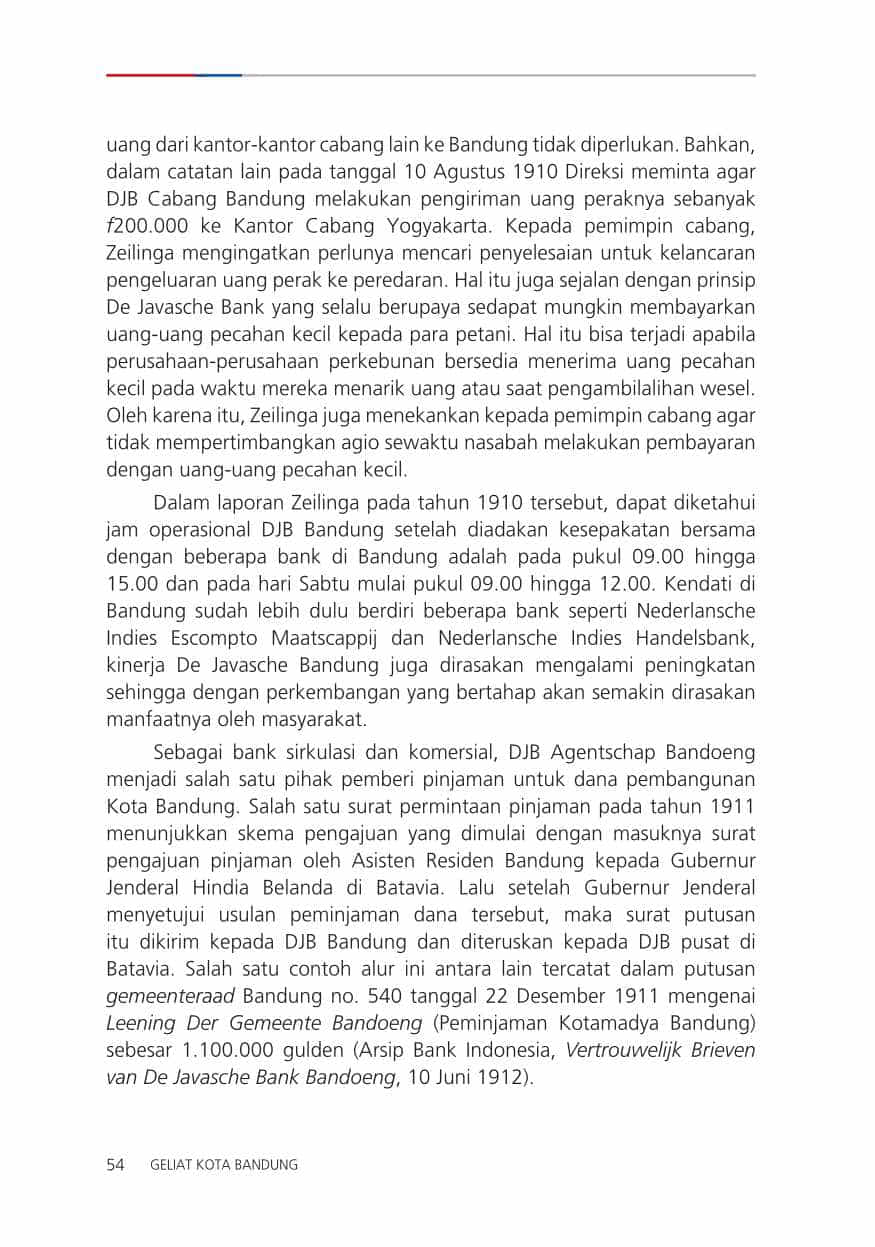 uang dari kantor-kantor cabang lain ke Bandung tidak diperlukan. Bahkan,
dalam catatan lain pada tanggal 10 Agustus 1910 Direksi meminta agar
DJB Cabang Bandung melakukan pengiriman uang peraknya sebanyak
f200.000 ke Kantor Cabang Yogyakarta. Kepada pemimpin cabang,
Zeilinga mengingatkan perlunya mencari penyelesaian untuk kelancaran
pengeluaran uang perak ke peredaran. Hal itu juga sejalan dengan prinsip
De Javasche Bank yang selalu berupaya sedapat mungkin membayarkan
uang-uang pecahan kecil kepada para petani. Hal itu bisa terjadi apabila
perusahaan-perusahaan perkebunan bersedia menerima uang pecahan
kecil pada waktu mereka menarik uang atau saat pengambilalihan wesel.
Oleh karena itu, Zeilinga juga menekankan kepada pemimpin cabang agar
tidak mempertimbangkan agio sewaktu nasabah melakukan pembayaran
dengan uang-uang pecahan kecil.
Dalam laporan Zeilinga pada tahun 1910 tersebut, dapat diketahui
jam operasional DJB Bandung setelah diadakan kesepakatan bersama
dengan beberapa bank di Bandung adalah pada pukul 09.00 hingga
15.00 dan pada hari Sabtu mulai pukul 09.00 hingga 12.00. Kendati di
Bandung sudah lebih dulu berdiri beberapa bank seperti Nederlansche
Indies Escompto Maatscappij dan Nederlansche Indies Handelsbank,
kinerja De Javasche Bandung juga dirasakan mengalami peningkatan
sehingga dengan perkembangan yang bertahap akan semakin dirasakan
manfaatnya oleh masyarakat.
Sebagai bank sirkulasi dan komersial, DJB Agentschap Bandoeng
menjadi salah satu pihak pemberi pinjaman untuk dana pembangunan
Kota Bandung. Salah satu surat permintaan pinjaman pada tahun 1911
menunjukkan skema pengajuan yang dimulai dengan masuknya surat
pengajuan pinjaman oleh Asisten Residen Bandung kepada Gubernur
Jenderal Hindia Belanda di Batavia. Lalu setelah Gubernur Jenderal
menyetujui usulan peminjaman dana tersebut, maka surat putusan
itu dikirim kepada DJB Bandung dan diteruskan kepada DJB pusat di
Batavia. Salah satu contoh alur ini antara lain tercatat dalam putusan
gemeenteraad Bandung no. 540 tanggal 22 Desember 1911 mengenai
Leening Der Gemeente Bandoeng (Peminjaman Kotamadya Bandung)
sebesar 1.100.000 gulden (Arsip Bank Indonesia, Vertrouwelijk Brieven
van De Javasche Bank Bandoeng, 10 Juni 1912).
54 GELIAT KOTA BANDUNG